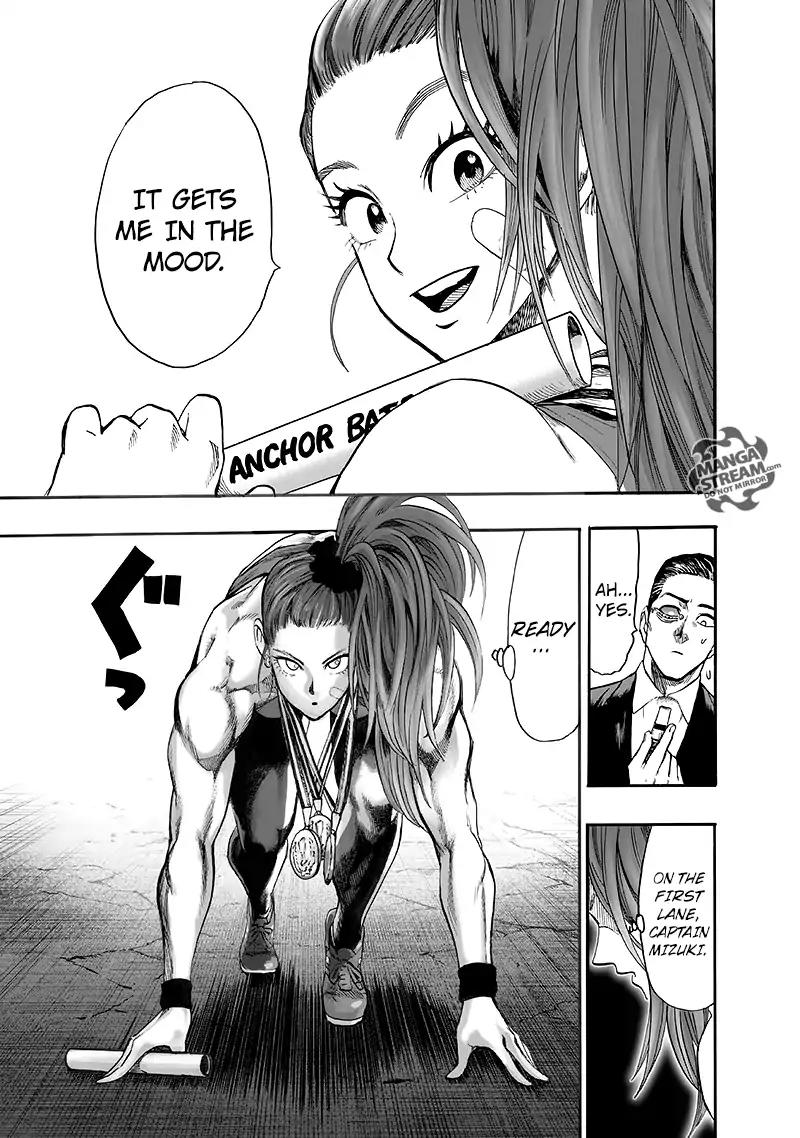 IT GETS
ME IN THE
MOOD.
ANCHOR BAT
MANGA
STREAM.com
DO NOT MIRROR!
AH...
YES.
ON THE
FIRST
LANE,
CAPTAIN
MIZUKI.
READY
...
ぐっ